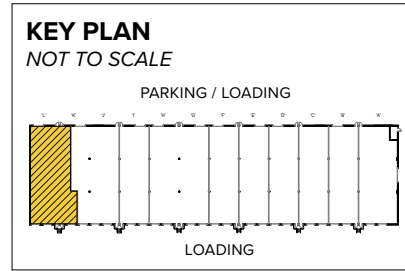 KEY PLAN
NOT TO SCALE
PARKING / LOADING
'L' 'K' 'J' 'I' 'H' 'G' 'F' 'E' 'D' 'C' 'B' 'A'
LOADING